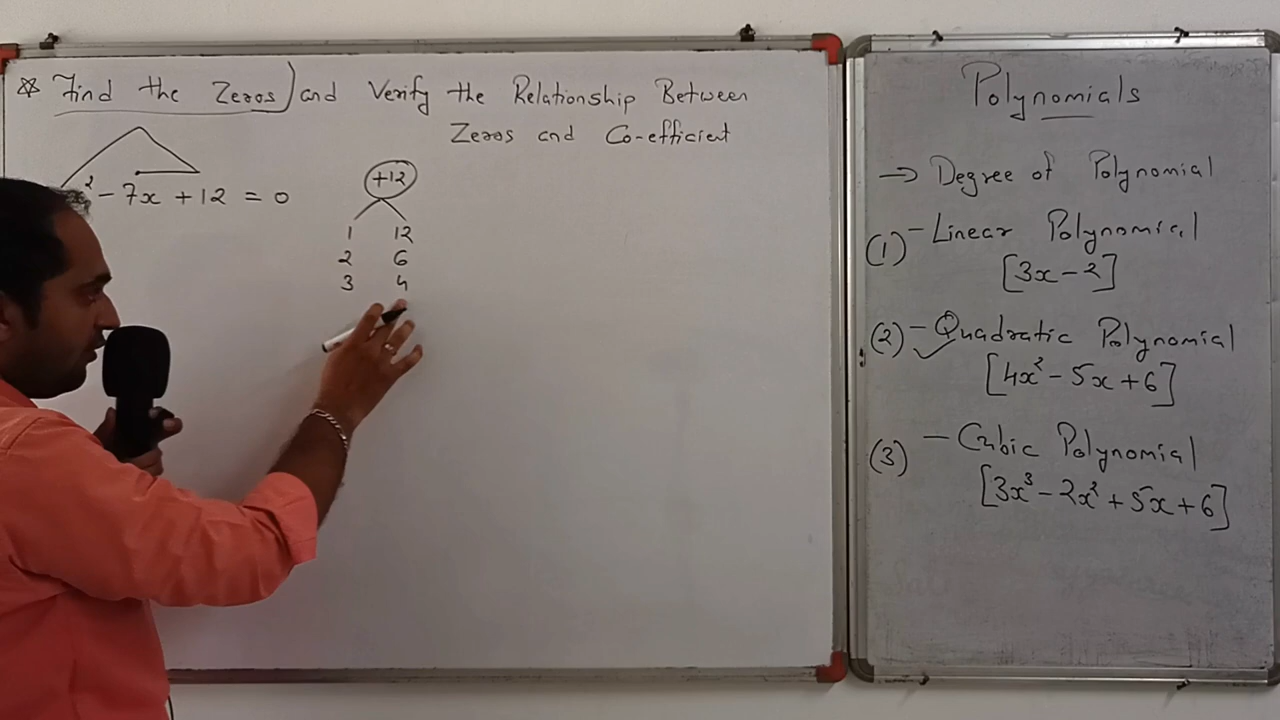 ☆ Find the Zeros) and Verify the Relationship Between
Zeros and Co-efficient
x² - 7x + 12 = 0
+12
1 12
2 6
3 4
Polynomials
→ Degree of Polynomial
(1) - Linear Polynomial
[3x - 2]
(2) - Quadratic Polynomial
[4x² - 5x + 6]
(3) - Cubic Polynomial
[3x³ - 2x² + 5x + 6]